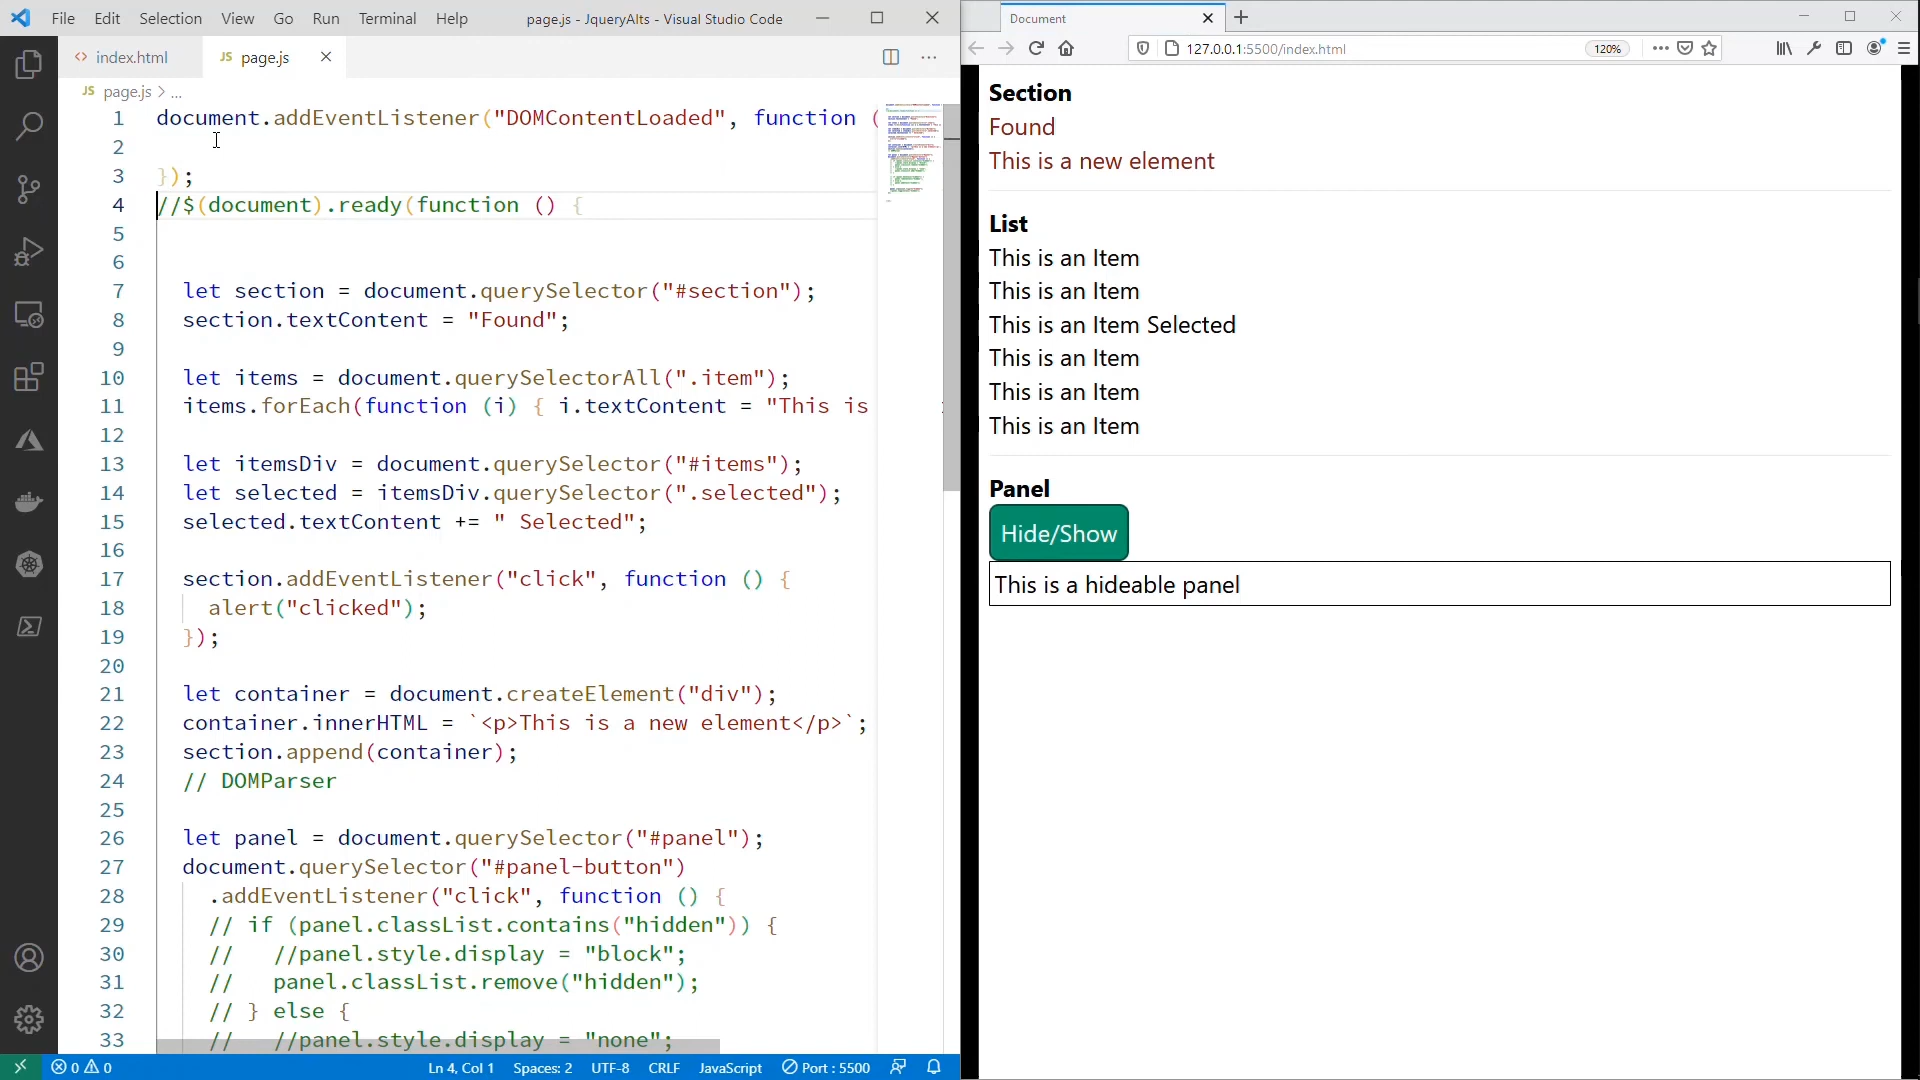 File Edit Selection View Go Run Terminal Help page.js - JqueryAlts - Visual Studio Code
<> index.html JS page.js
JS page.js > ...
1 document.addEventListener("DOMContentLoaded", function (
2
3 });
4 //$(document).ready(function () {
5
6
7 let section = document.querySelector("#section");
8 section.textContent = "Found";
9
10 let items = document.querySelectorAll(".item");
11 items.forEach(function (i) { i.textContent = "This is
12
13 let itemsDiv = document.querySelector("#items");
14 let selected = itemsDiv.querySelector(".selected");
15 selected.textContent += " Selected";
16
17 section.addEventListener("click", function () {
18 alert("clicked");
19 });
20
21 let container = document.createElement("div");
22 container.innerHTML = `<p>This is a new element</p>`;
23 section.append(container);
24 // DOMParser
25
26 let panel = document.querySelector("#panel");
27 document.querySelector("#panel-button")
28 .addEventListener("click", function () {
29 // if (panel.classList.contains("hidden")) {
30 // //panel.style.display = "block";
31 // panel.classList.remove("hidden");
32 // } else {
33 // //panel.style.display = "none";
0 0 Ln 4, Col 1 Spaces: 2 UTF-8 CRLF JavaScript Port : 5500
Document
127.0.0.1:5500/index.html 120%
Section
Found
This is a new element
List
This is an Item
This is an Item
This is an Item Selected
This is an Item
This is an Item
This is an Item
Panel
Hide/Show
This is a hideable panel